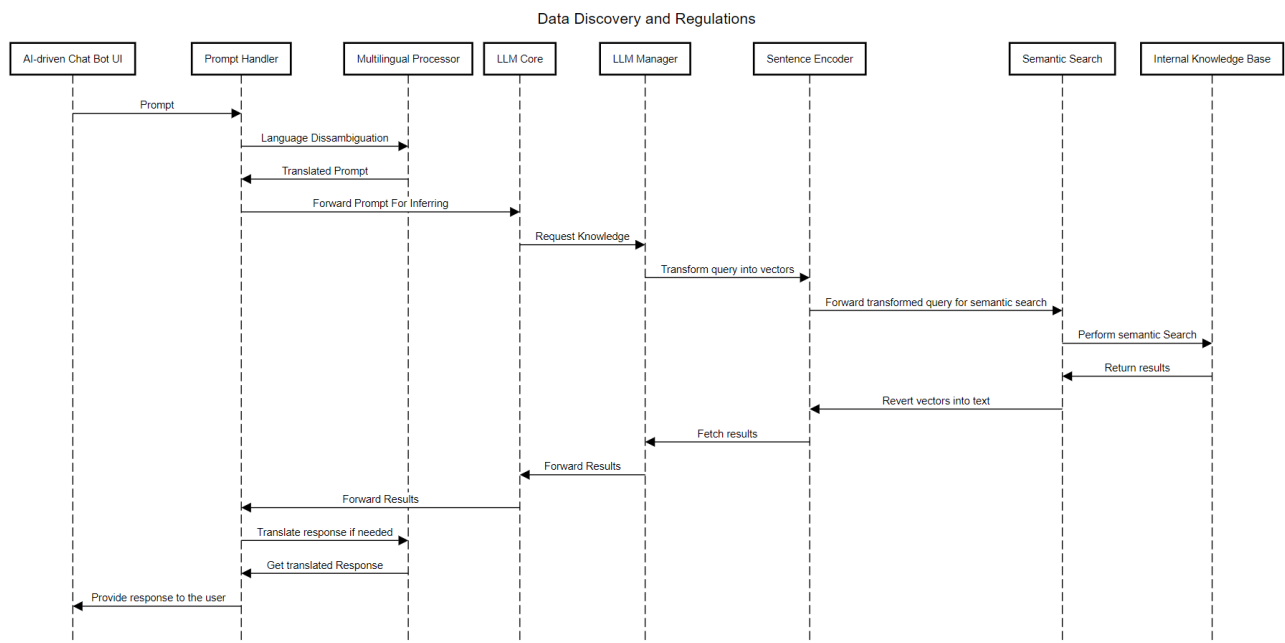 Data Discovery and Regulations
AI-driven Chat Bot UI
Prompt Handler
Multilingual Processor
LLM Core
LLM Manager
Sentence Encoder
Semantic Search
Internal Knowledge Base
Prompt
Language Dissambiguation
Translated Prompt
Forward Prompt For Inferring
Request Knowledge
Transform query into vectors
Forward transformed query for semantic search
Perform semantic Search
Return results
Revert vectors into text
Fetch results
Forward Results
Forward Results
Translate response if needed
Get translated Response
Provide response to the user